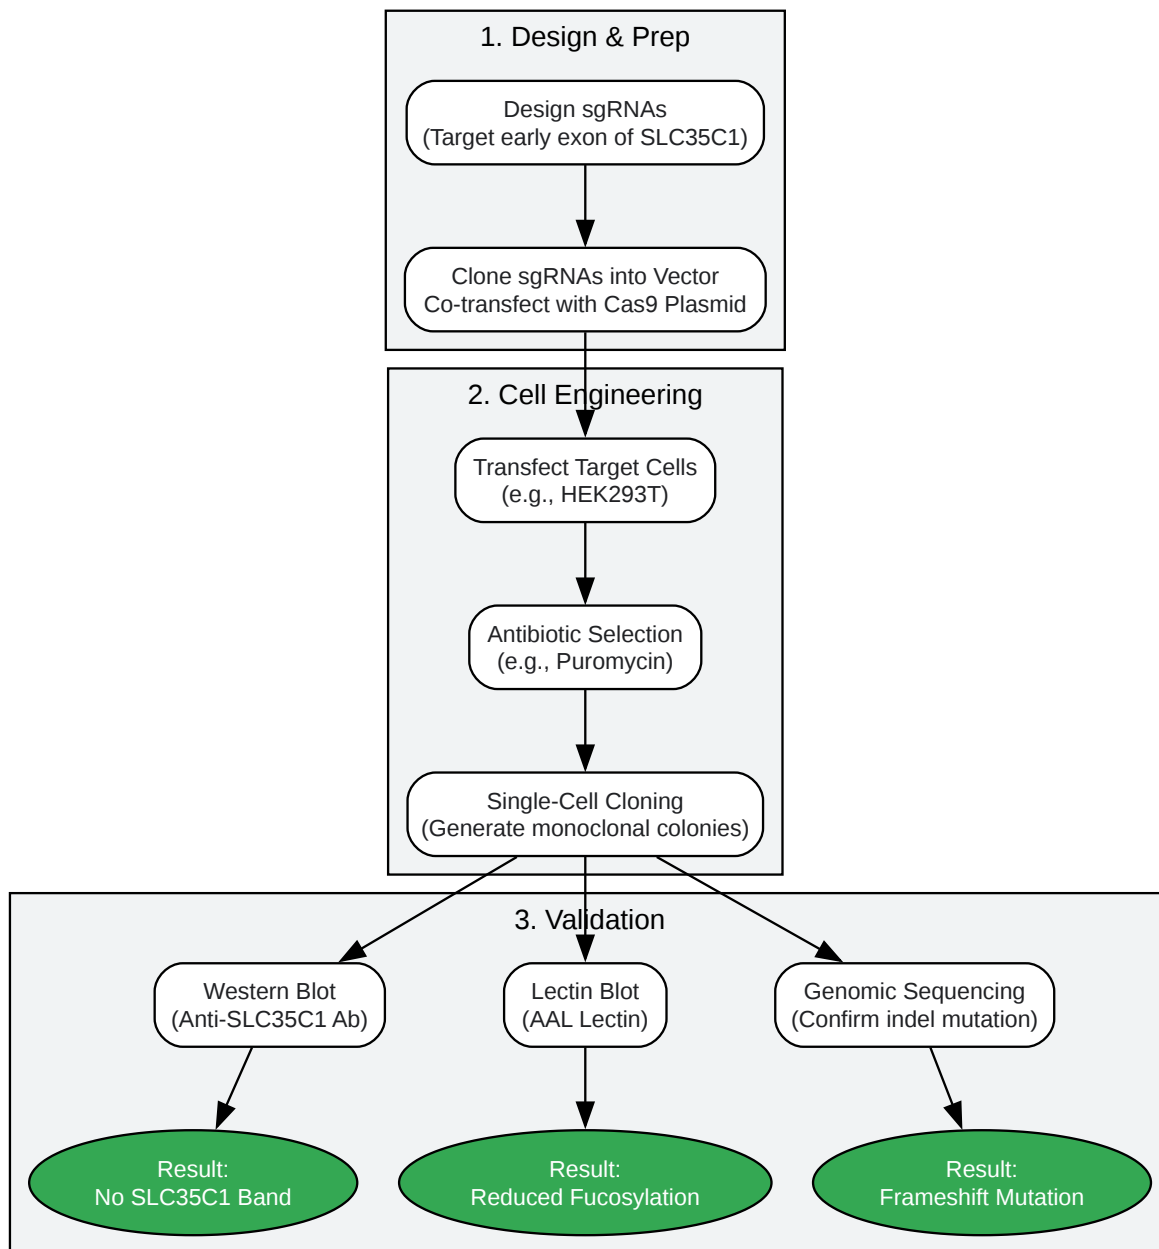 1. Design & Prep
Design sgRNAs
(Target early exon of SLC35C1)
Clone sgRNAs into Vector
Co-transfect with Cas9 Plasmid
2. Cell Engineering
Transfect Target Cells
(e.g., HEK293T)
Antibiotic Selection
(e.g., Puromycin)
Single-Cell Cloning
(Generate monoclonal colonies)
3. Validation
Western Blot
(Anti-SLC35C1 Ab)
Lectin Blot
(AAL Lectin)
Genomic Sequencing
(Confirm indel mutation)
Result:
No SLC35C1 Band
Result:
Reduced Fucosylation
Result:
Frameshift Mutation